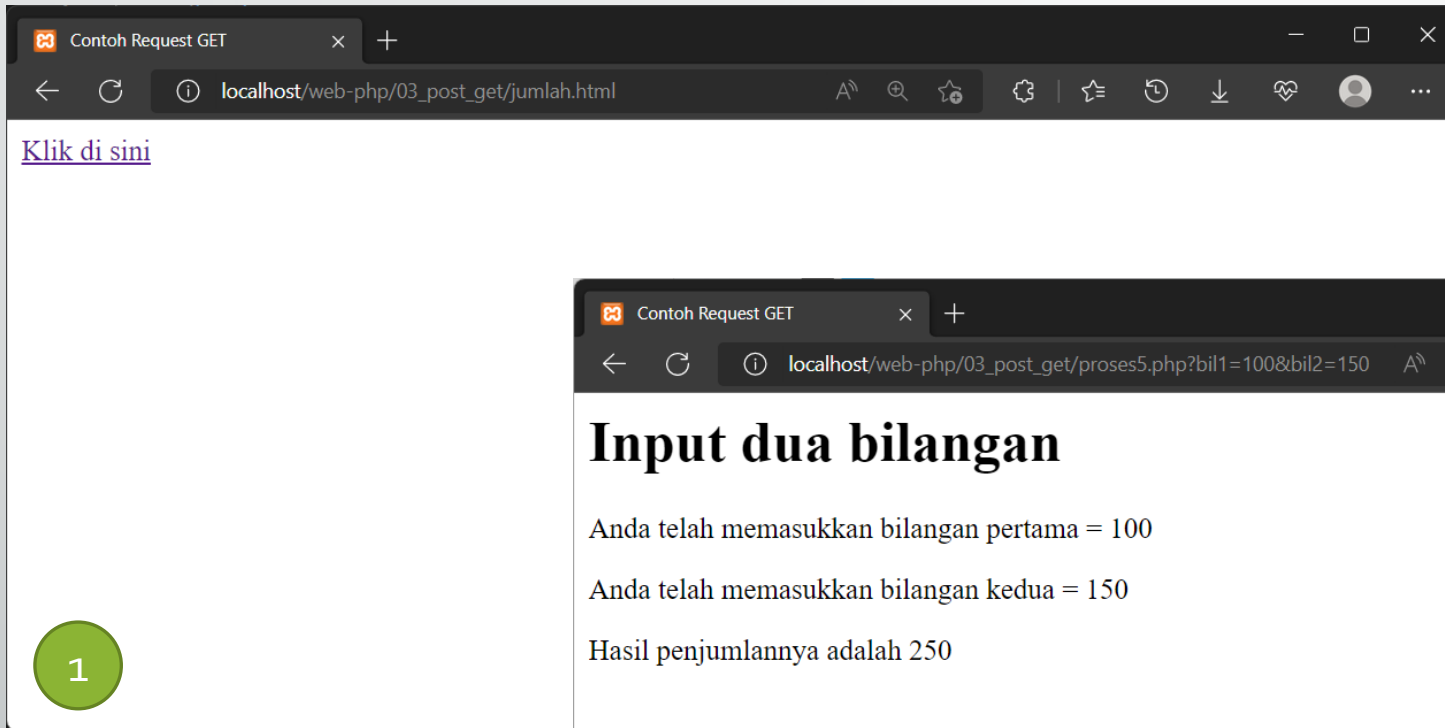 Contoh Request GET
localhost/web-php/03_post_get/jumlah.html
Klik di sini
Contoh Request GET
localhost/web-php/03_post_get/proses5.php?bil1=100&bil2=150
Input dua bilangan
Anda telah memasukkan bilangan pertama = 100
Anda telah memasukkan bilangan kedua = 150
Hasil penjumlannya adalah 250
1